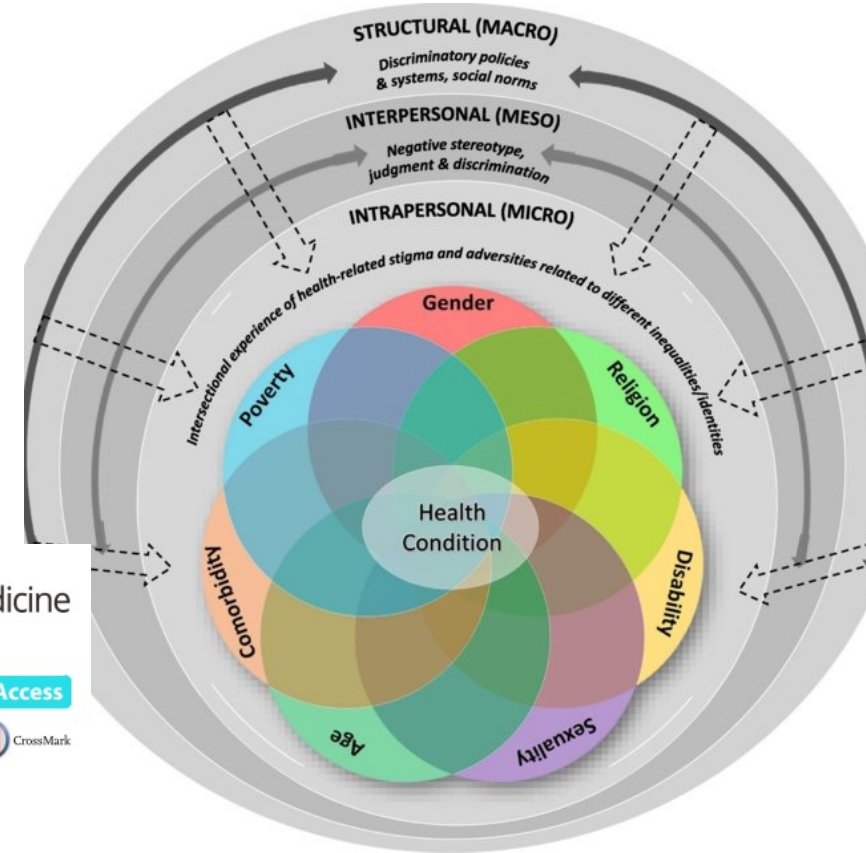 STRUCTURAL (MACRO)
Discriminatory policies
& systems, social norms
INTERPERSONAL (MESO)
Negative stereotype,
judgment & discrimination
INTRAPERSONAL (MICRO)
Intersectional experience of health-related stigma and adversities related to different inequalities/identities
Gender
Poverty
Religion
Health
Condition
Comorbidity
Disability
Age
Sexuality
dicine
Access
CrossMark